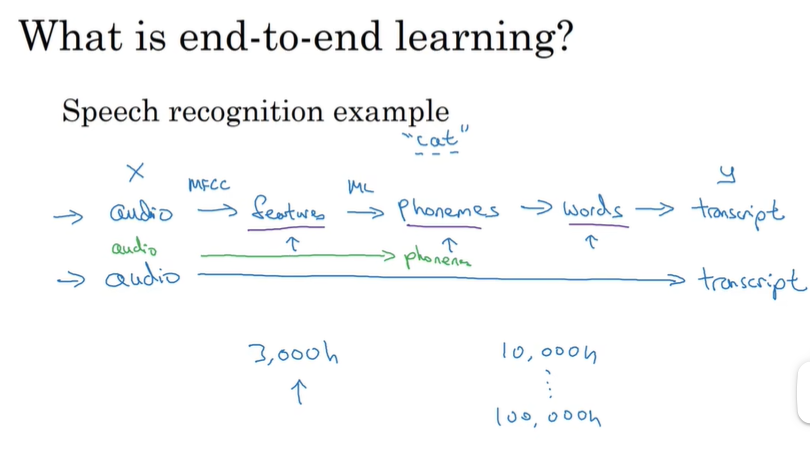 What is end-to-end learning?
Speech recognition example
"cat"
X MFCC ML y
→ audio → features → phonemes → words → transcript
audio → phonemes
→ audio → transcript
3,000h 10,000h
100,000h